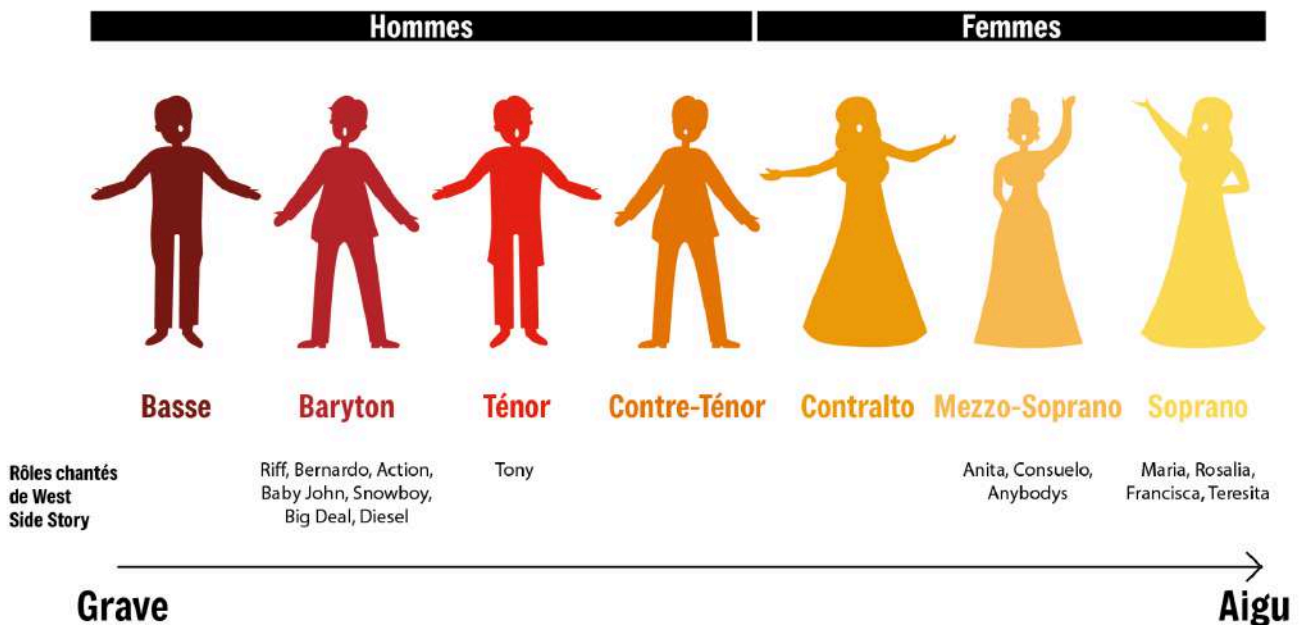 Hommes
Femmes
Basse
Baryton
Ténor
Contre-Ténor
Contralto
Mezzo-Soprano
Soprano
Rôles chantés
de West
Side Story
Riff, Bernardo, Action,
Baby John, Snowboy,
Big Deal, Diesel
Tony
Anita, Consuelo,
Anybodys
Maria, Rosalia,
Francisca, Teresita
Grave
Aigu